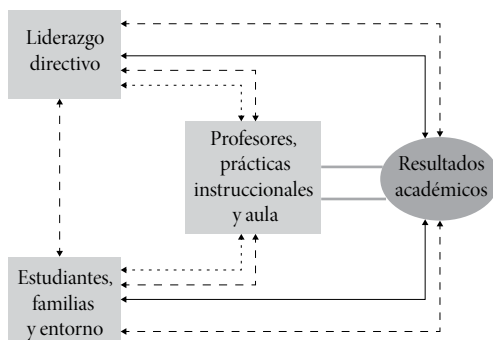 Liderazgo
directivo
Profesores,
prácticas
instruccionales
y aula
Resultados
académicos
Estudiantes,
familias
y entorno